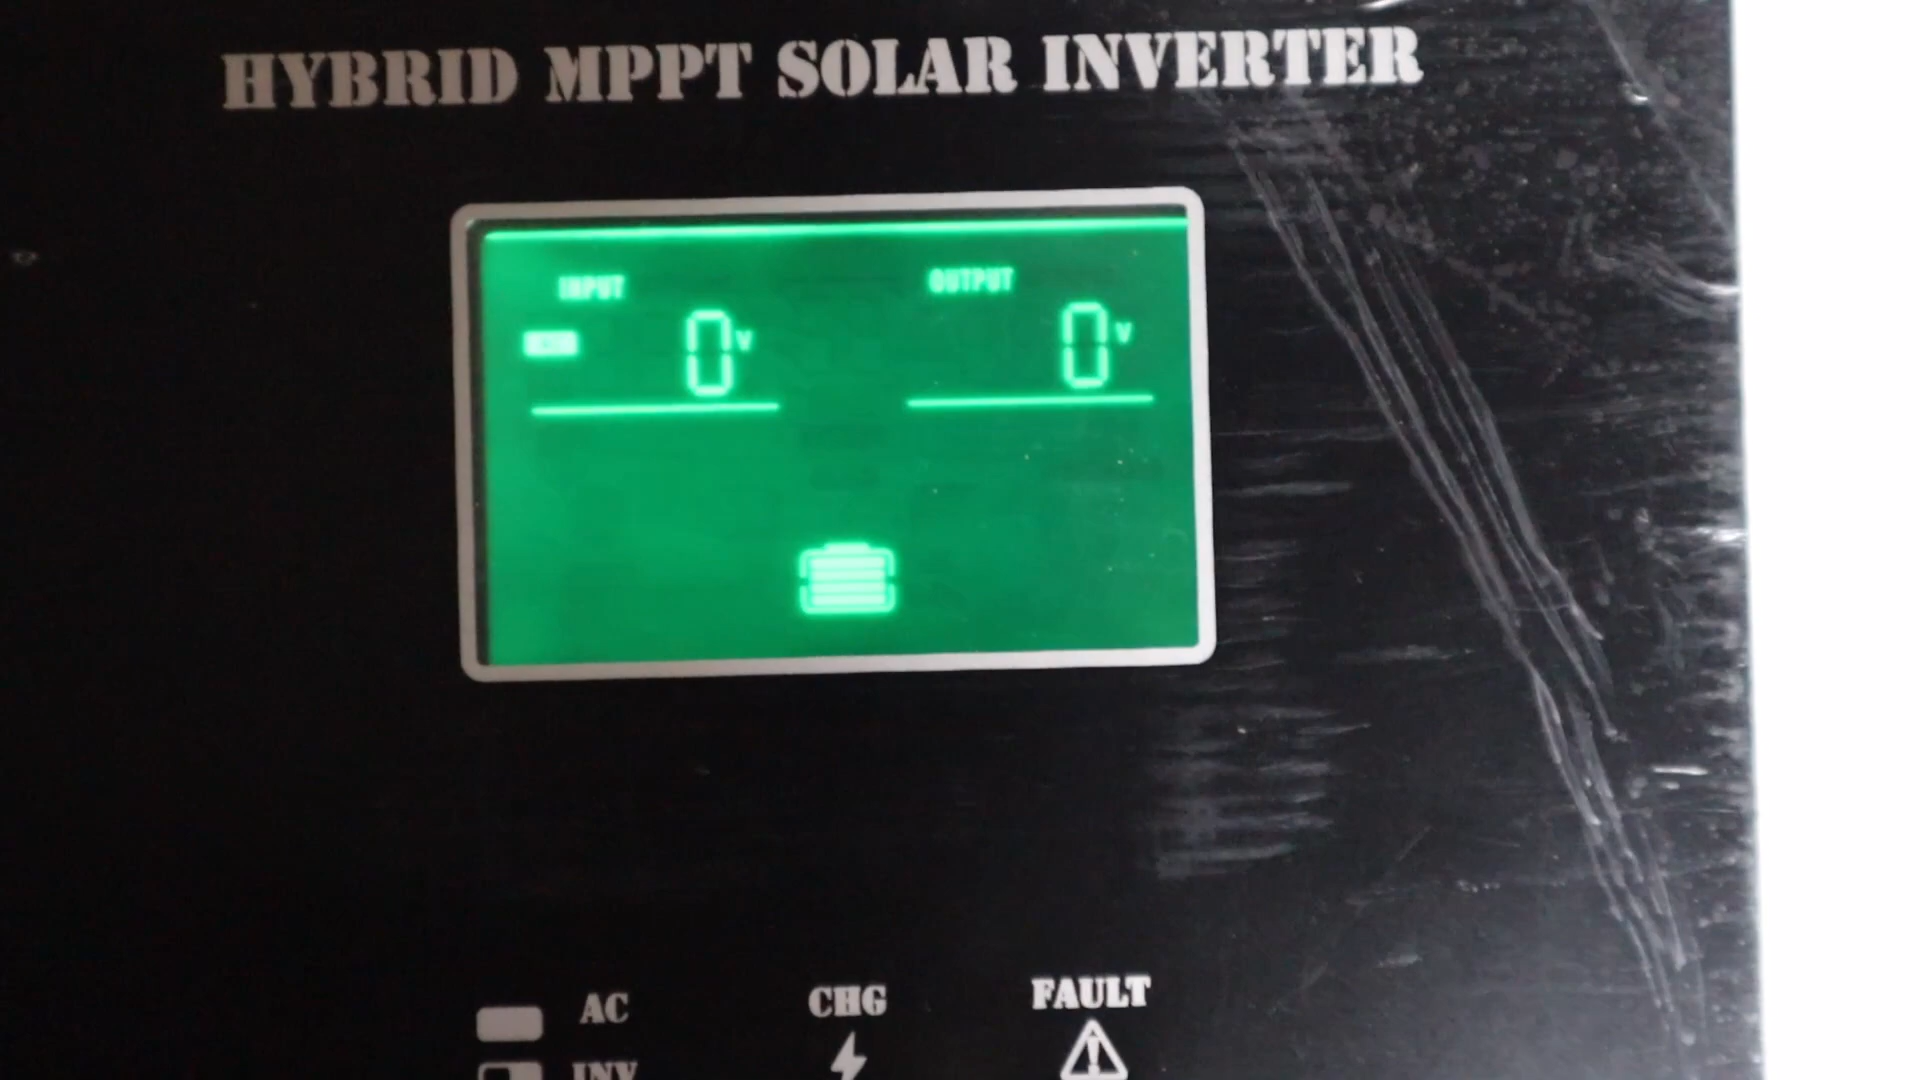 HYBRID MPPT SOLAR INVERTER
INPUT OUTPUT
0V 0V
AC CHG FAULT
INV